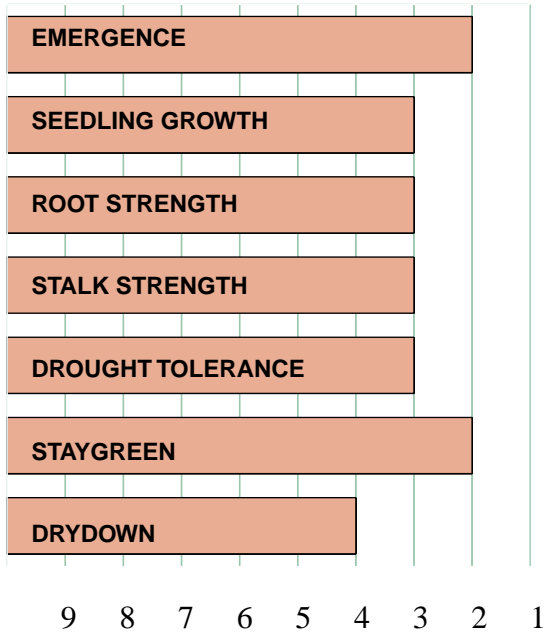 EMERGENCE
SEEDLING GROWTH
ROOT STRENGTH
STALK STRENGTH
DROUGHT TOLERANCE
STAYGREEN
DRYDOWN
9 8 7 6 5 4 3 2 1